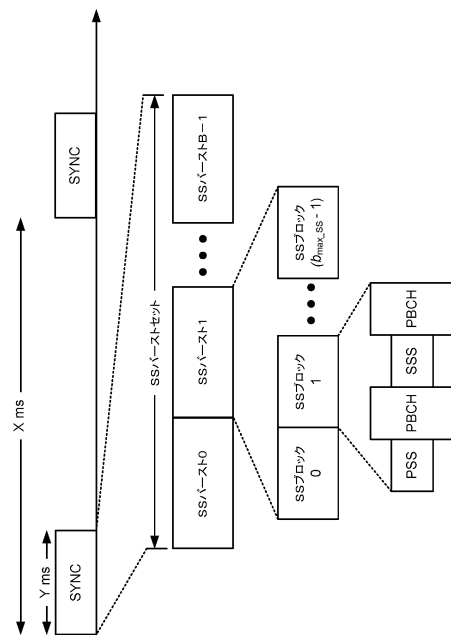 X ms
Y ms
SYNC
SYNC
SSバーストセット
SSバースト0
SSバースト1
SSバーストB－1
SSブロック
0
SSブロック
1
SSブロック
(bmax_SS - 1)
PSS
PBCH
SSS
PBCH